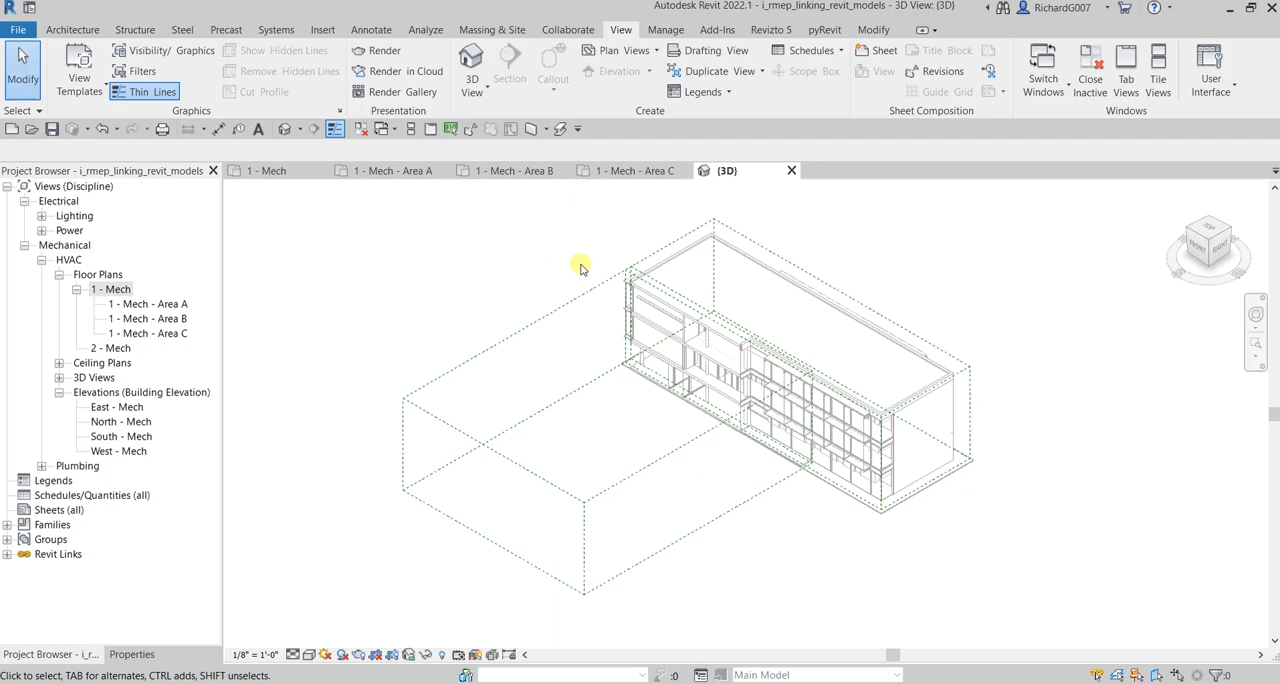 Autodesk Revit 2022.1 - i_rmep_linking_revit_models - 3D View: {3D}
RichardG007
File Architecture Structure Steel Precast Systems Insert Annotate Analyze Massing & Site Collaborate View Manage Add-Ins Revizto 5 pyRevit Modify
Modify
View
Templates
Visibility/ Graphics
Filters
Thin Lines
Show Hidden Lines
Remove Hidden Lines
Cut Profile
Render
Render in Cloud
Render Gallery
3D
View
Section
Callout
Plan Views
Elevation
Drafting View
Duplicate View
Legends
Schedules
Scope Box
Sheet
View
Title Block
Revisions
Guide Grid
Switch
Windows
Close
Inactive
Tab
Views
Tile
Views
User
Interface
Select
Graphics
Presentation
Create
Sheet Composition
Windows
Project Browser - i_rmep_linking_revit_models
1 - Mech
1 - Mech - Area A
1 - Mech - Area B
1 - Mech - Area C
{3D}
Views (Discipline)
Electrical
Lighting
Power
Mechanical
HVAC
Floor Plans
1 - Mech
1 - Mech - Area A
1 - Mech - Area B
1 - Mech - Area C
2 - Mech
Ceiling Plans
3D Views
Elevations (Building Elevation)
East - Mech
North - Mech
South - Mech
West - Mech
Plumbing
Legends
Schedules/Quantities (all)
Sheets (all)
Families
Groups
Revit Links
TOP
FRONT
RIGHT
Project Browser - i_r...
Properties
1/8" = 1'-0"
Click to select, TAB for alternates, CTRL adds, SHIFT unselects.
:0
Main Model
:0